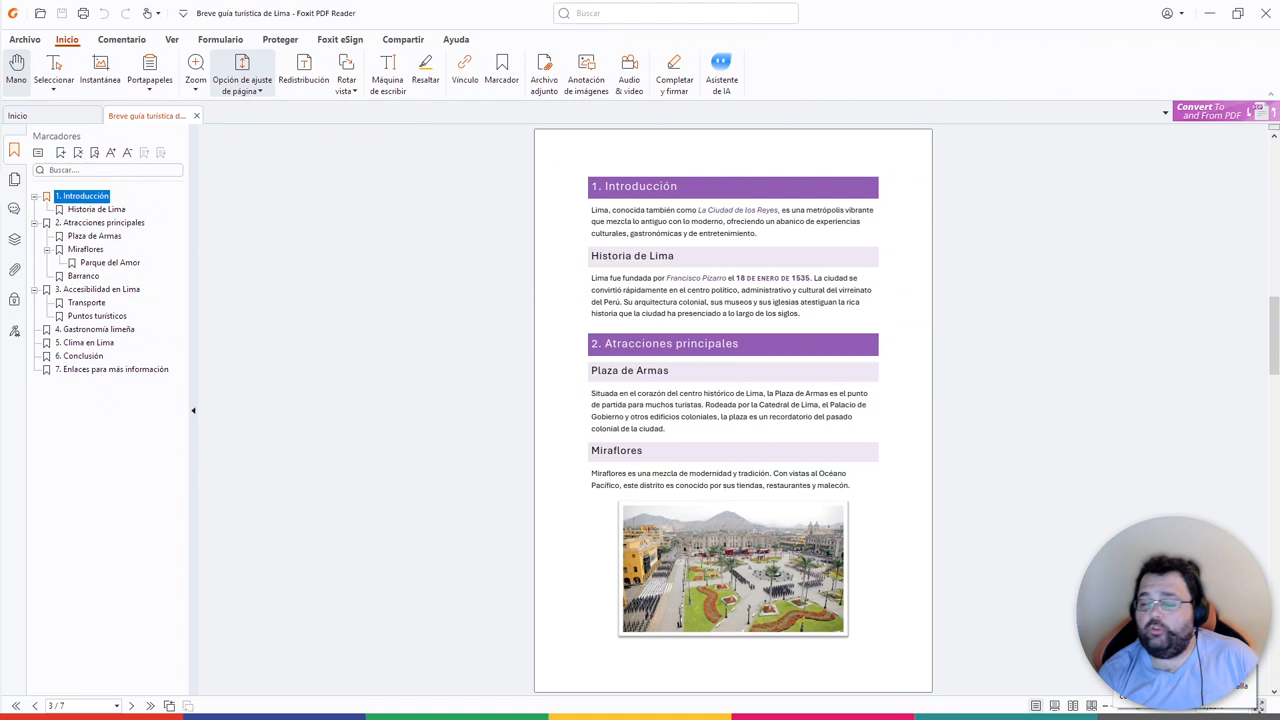 Breve guía turística de Lima - Foxit PDF Reader
Buscar
Archivo Inicio Comentario Ver Formulario Proteger Foxit eSign Compartir Ayuda
Mano
Seleccionar
Instantánea
Portapapeles
Zoom
Opción de ajuste
de página
Redistribución
Rotar
vista
Máquina
de escribir
Resaltar
Vínculo
Marcador
Archivo
adjunto
Anotación
de imágenes
Audio
& video
Completar
y firmar
Asistente
de IA
Inicio
Breve guía turística d...
Convert To
and From PDF
Marcadores
Buscar....
1. Introducción
Historia de Lima
2. Atracciones principales
Plaza de Armas
Miraflores
Parque del Amor
Barranco
3. Accesibilidad en Lima
Transporte
Puntos turísticos
4. Gastronomía limeña
5. Clima en Lima
6. Conclusión
7. Enlaces para más información
1. Introducción
Lima, conocida también como La Ciudad de los Reyes, es una metrópolis vibrante
que mezcla lo antiguo con lo moderno, ofreciendo un abanico de experiencias
culturales, gastronómicas y de entretenimiento.
Historia de Lima
Lima fue fundada por Francisco Pizarro el 18 DE ENERO DE 1535. La ciudad se
convirtió rápidamente en el centro político, administrativo y cultural del virreinato
del Perú. Su arquitectura colonial, sus museos y sus iglesias atestiguan la rica
historia que la ciudad ha presenciado a lo largo de los siglos.
2. Atracciones principales
Plaza de Armas
Situada en el corazón del centro histórico de Lima, la Plaza de Armas es el punto
de partida para muchos turistas. Rodeada por la Catedral de Lima, el Palacio de
Gobierno y otros edificios coloniales, la plaza es un recordatorio del pasado
colonial de la ciudad.
Miraflores
Miraflores es una mezcla de modernidad y tradición. Con vistas al Océano
Pacífico, este distrito es conocido por sus tiendas, restaurantes y malecón.
3 / 7